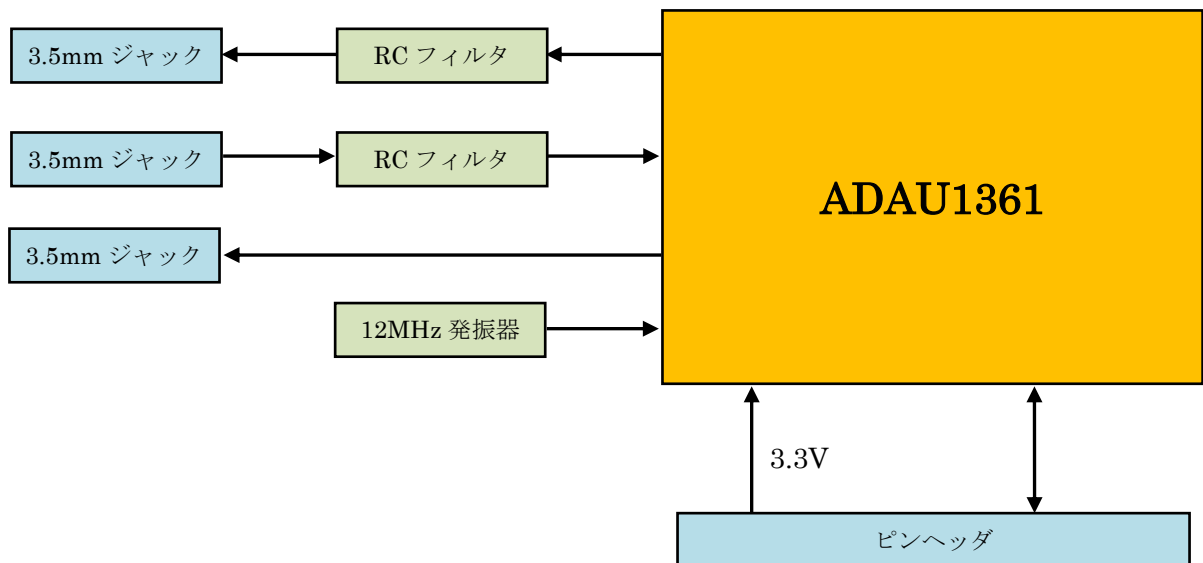 3.5mm ジャック
RC フィルタ
3.5mm ジャック
RC フィルタ
ADAU1361
3.5mm ジャック
12MHz 発振器
3.3V
ピンヘッダ